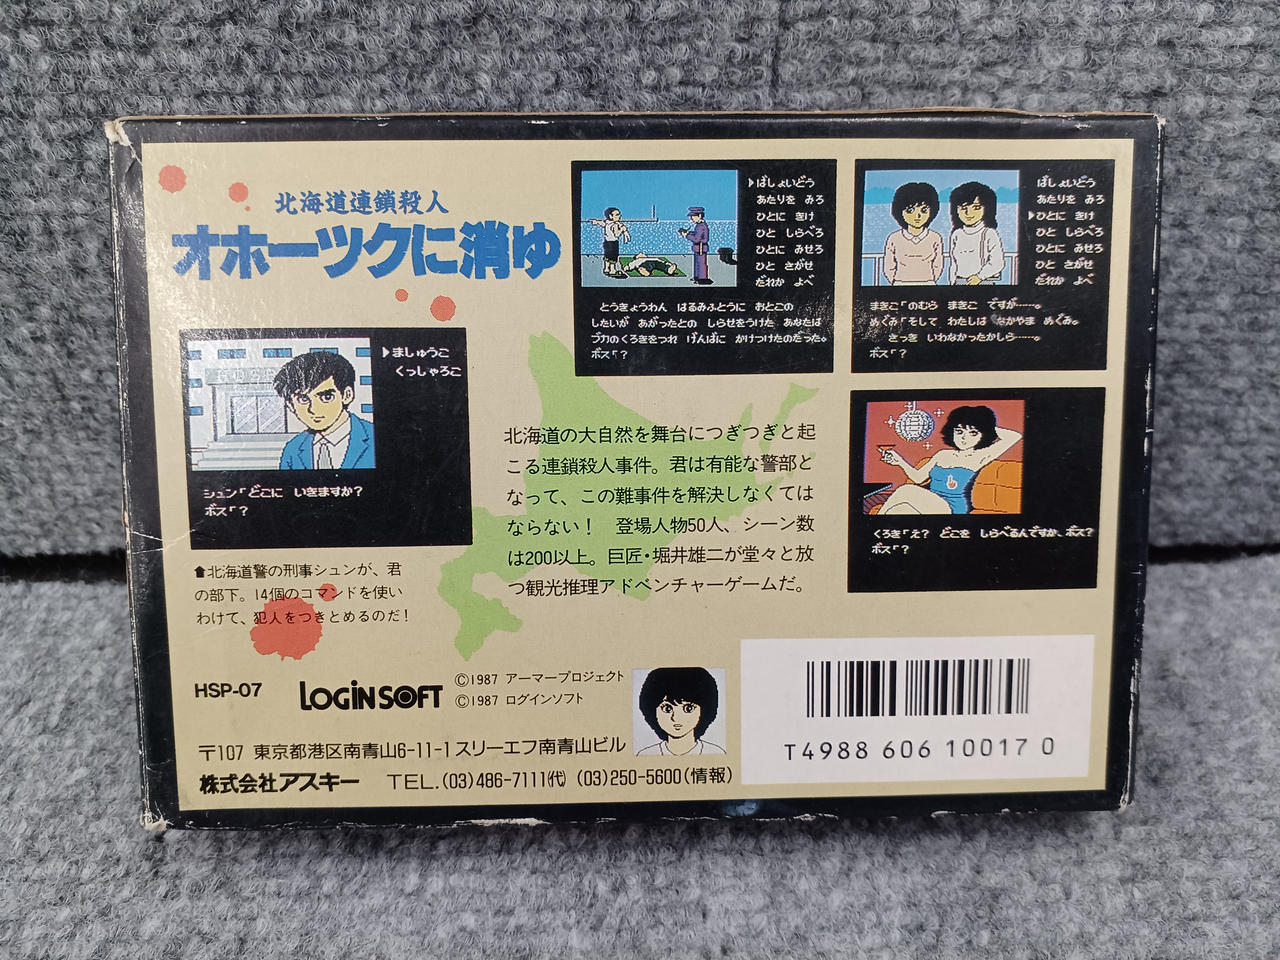 北海道連鎖殺人
オホーツクに消ゆ
ばしょいどう
あたりを みろ
ひとに きけ
ひと しらべろ
ひとに みせろ
ひと さがせ
だれか よべ
とうきょうわん はるみふとうに おとこの
したいが あがったとの しらせをうけた あなたは
ブカのくろきをつれ げんばに かけつけたのだった。
ボス「?
ばしょいどう
あたりを みろ
ひとに きけ
ひと しらべろ
ひとに みせろ
ひと さがせ
だれか よべ
まきこ「のむら まきこ ですが……。
めぐみ「そして わたしは なかやま めぐみ。
さっき いわなかったかしら……。
ボス「?
ましゅうこ
くっしゃろこ
シュン「どこに いきますか?
ボス「?
くろき「え? どこを しらべるんですか、ボス?
ボス「?
北海道の大自然を舞台につぎつぎと起
こる連鎖殺人事件。君は有能な警部と
なって、この難事件を解決しなくては
ならない! 登場人物50人、シーン数
は200以上。巨匠・堀井雄二が堂々と放
つ観光推理アドベンチャーゲームだ。
⬆北海道警の刑事シュンが、君
の部下。14個のコマンドを使い
わけて、犯人をつきとめるのだ!
HSP-07
LOGiN SOFT
©1987 アーマープロジェクト
©1987 ログインソフト
〒107 東京都港区南青山6-11-1スリーエフ南青山ビル
株式会社アスキー TEL.(03)486-7111(代) (03)250-5600(情報)
T4988 606 10017 0